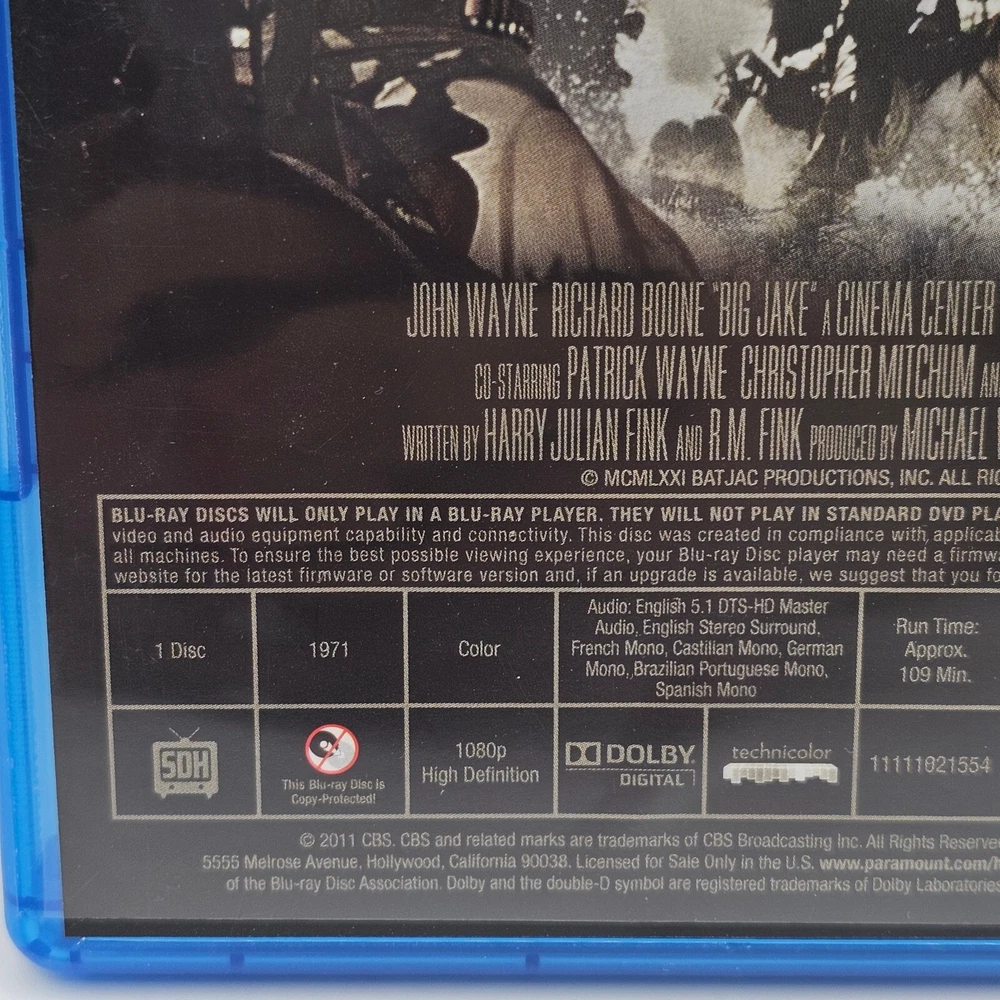 JOHN WAYNE RICHARD BOONE "BIG JAKE" A CINEMA CENTER
CO-STARRING PATRICK WAYNE CHRISTOPHER MITCHUM AN
WRITTEN BY HARRY JULIAN FINK AND R.M. FINK PRODUCED BY MICHAEL
© MCMLXXI BATJAC PRODUCTIONS, INC. ALL RIG
BLU-RAY DISCS WILL ONLY PLAY IN A BLU-RAY PLAYER. THEY WILL NOT PLAY IN STANDARD DVD PLA
video and audio equipment capability and connectivity. This disc was created in compliance with, applicab
all machines. To ensure the best possible viewing experience, your Blu-ray Disc player may need a firmw
website for the latest firmware or software version and, if an upgrade is available, we suggest that you fo
1 Disc
1971
Color
Audio: English 5.1 DTS-HD Master
Audio, English Stereo Surround,
French Mono, Castilian Mono, German
Mono, Brazilian Portuguese Mono,
Spanish Mono
Run Time:
Approx.
109 Min.
SDH
This Blu-ray Disc is
Copy-Protected!
1080p
High Definition
DOLBY
DIGITAL
technicolor
11111821554
© 2011 CBS. CBS and related marks are trademarks of CBS Broadcasting Inc. All Rights Reserve
5555 Melrose Avenue, Hollywood, California 90038. Licensed for Sale Only in the U.S. www.paramount.com/h
of the Blu-ray Disc Association. Dolby and the double-D symbol are registered trademarks of Dolby Laboratories